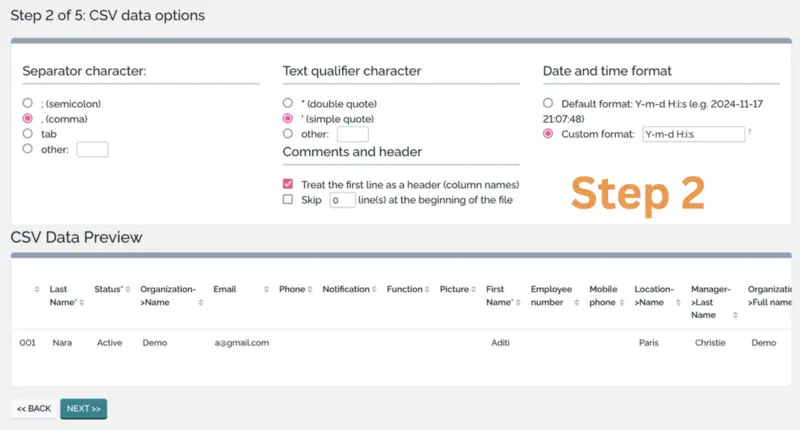 Step 2 of 5: CSV data options
Separator character:
; (semicolon)
, (comma)
tab
other:
Text qualifier character
" (double quote)
' (simple quote)
other:
Comments and header
Treat the first line as a header (column names)
Skip 0 line(s) at the beginning of the file
Date and time format
Default format: Y-m-d H:i:s (e.g. 2024-11-17
21:07:48)
Custom format: Y-m-d H:i:s ?
Step 2
CSV Data Preview
Last Name* Status* Organization->Name Email Phone Notification Function Picture First Name* Employee number Mobile phone Location->Name Manager->Last Name Organizatio >Full name
001 Nara Active Demo a@gmail.com Aditi Paris Christie Demo
<< BACK NEXT >>